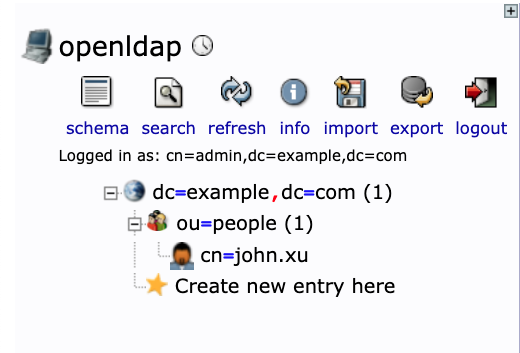 openldap
schema search refresh info import export logout
Logged in as: cn=admin,dc=example,dc=com
dc=example,dc=com (1)
ou=people (1)
cn=john.xu
Create new entry here